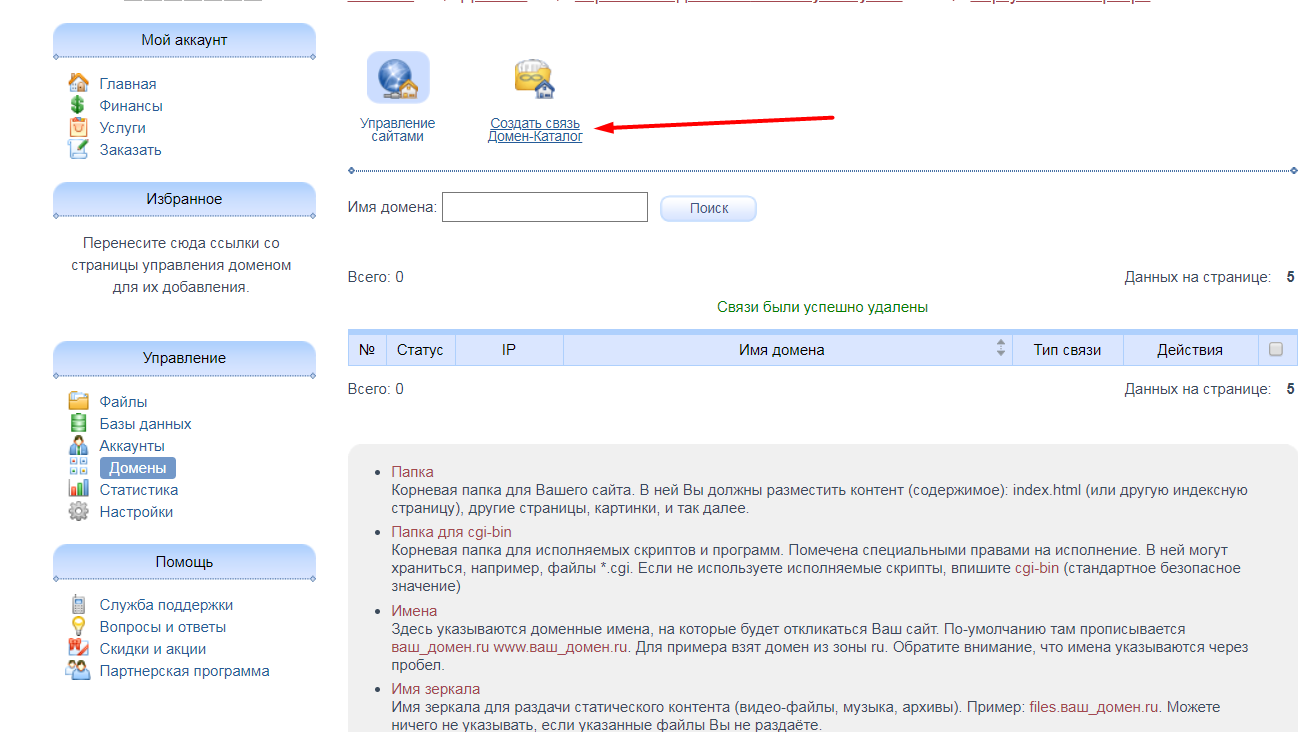 Мой аккаунт
Главная
Финансы
Услуги
Заказать
Избранное
Перенесите сюда ссылки со
страницы управления доменом
для их добавления.
Управление
Файлы
Базы данных
Аккаунты
Домены
Статистика
Настройки
Помощь
Служба поддержки
Вопросы и ответы
Скидки и акции
Партнерская программа
Управление
сайтами
Создать связь
Домен-Каталог
Имя домена: Поиск
Всего: 0 Данных на странице: 5
Связи были успешно удалены
№ Статус IP Имя домена Тип связи Действия
Всего: 0 Данных на странице: 5
• Папка
Корневая папка для Вашего сайта. В ней Вы должны разместить контент (содержимое): index.html (или другую индексную
страницу), другие страницы, картинки, и так далее.
• Папка для cgi-bin
Корневая папка для исполняемых скриптов и программ. Помечена специальными правами на исполнение. В ней могут
храниться, например, файлы *.cgi. Если не используете исполняемые скрипты, впишите cgi-bin (стандартное безопасное
значение)
• Имена
Здесь указываются доменные имена, на которые будет откликаться Ваш сайт. По-умолчанию там прописывается
ваш_домен.ru www.ваш_домен.ru. Для примера взят домен из зоны ru. Обратите внимание, что имена указываются через
пробел.
• Имя зеркала
Имя зеркала для раздачи статического контента (видео-файлы, музыка, архивы). Пример: files.ваш_домен.ru. Можете
ничего не указывать, если указанные файлы Вы не раздаёте.